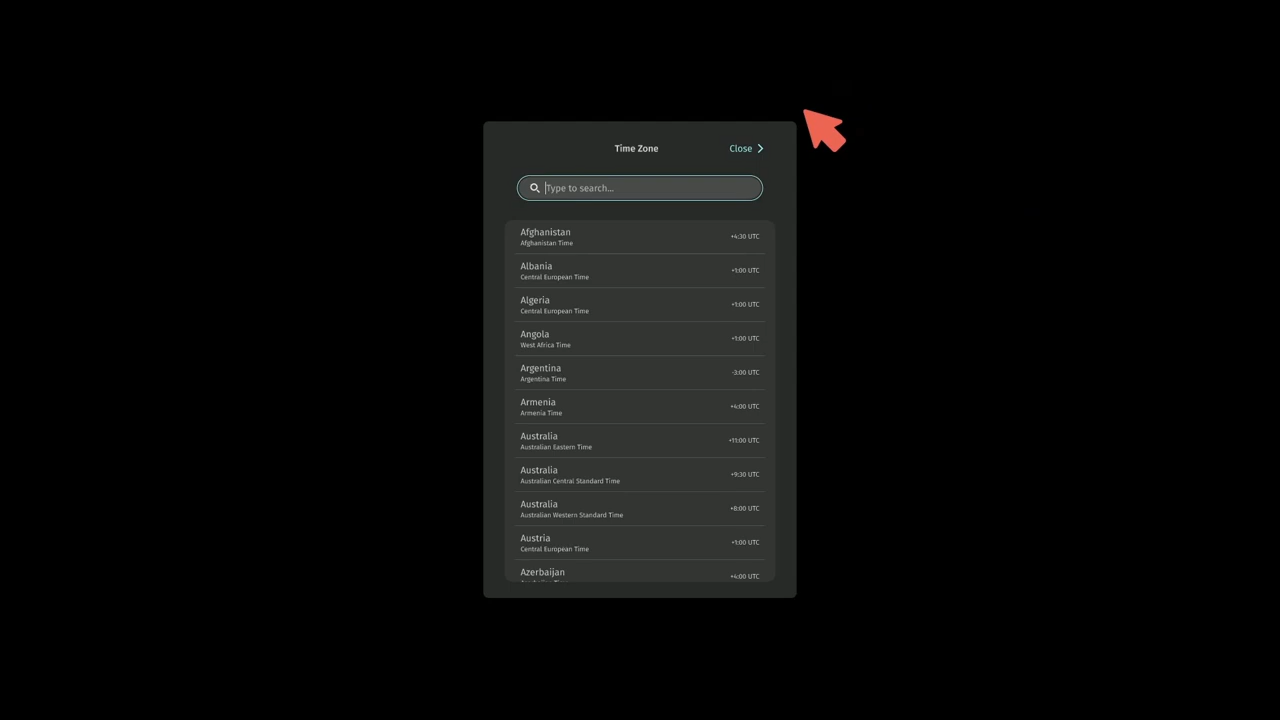 Time Zone
Close
Type to search...
Afghanistan
Afghanistan Time
+4:30 UTC
Albania
Central European Time
+1:00 UTC
Algeria
Central European Time
+1:00 UTC
Angola
West Africa Time
+1:00 UTC
Argentina
Argentina Time
-3:00 UTC
Armenia
Armenia Time
+4:00 UTC
Australia
Australian Eastern Time
+11:00 UTC
Australia
Australian Central Standard Time
+9:30 UTC
Australia
Australian Western Standard Time
+8:00 UTC
Austria
Central European Time
+1:00 UTC
Azerbaijan
+4:00 UTC